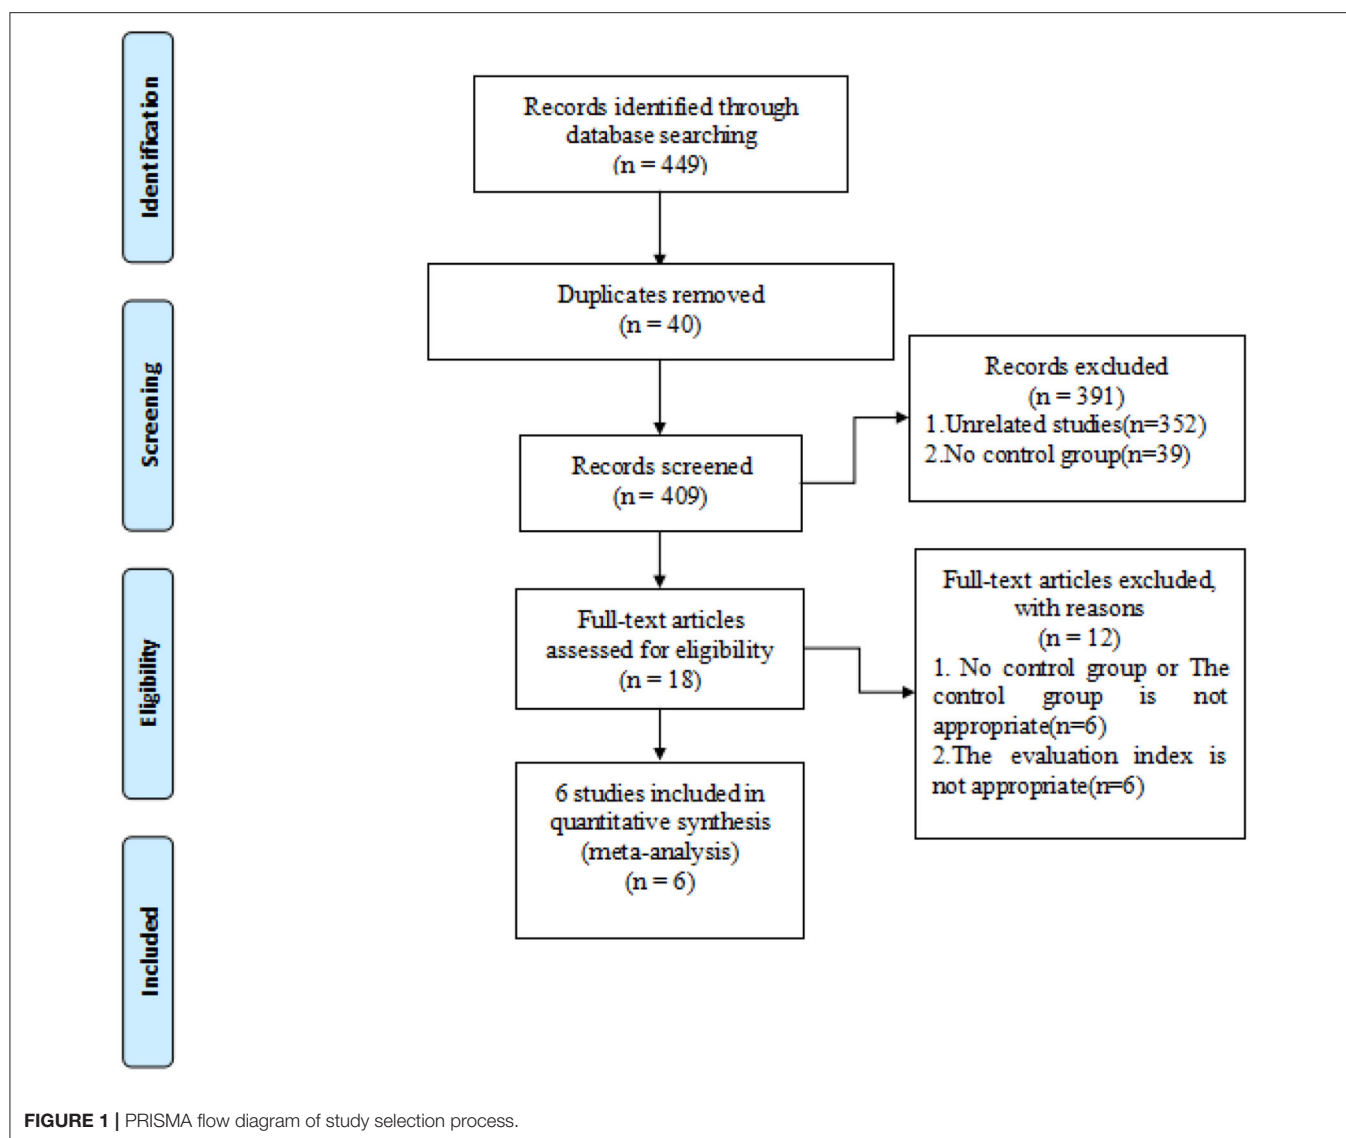 Identification
Records identified through
database searching
(n = 449)
Duplicates removed
(n = 40)
Screening
Records excluded
(n = 391)
1.Unrelated studies(n=352)
2.No control group(n=39)
Records screened
(n = 409)
Eligibility
Full-text articles
assessed for eligibility
(n = 18)
Full-text articles excluded,
with reasons
(n = 12)
1. No control group or The
control group is not
appropriate(n=6)
2.The evaluation index is
not appropriate(n=6)
6 studies included in
quantitative synthesis
(meta-analysis)
(n = 6)
Included
FIGURE 1 | PRISMA flow diagram of study selection process.